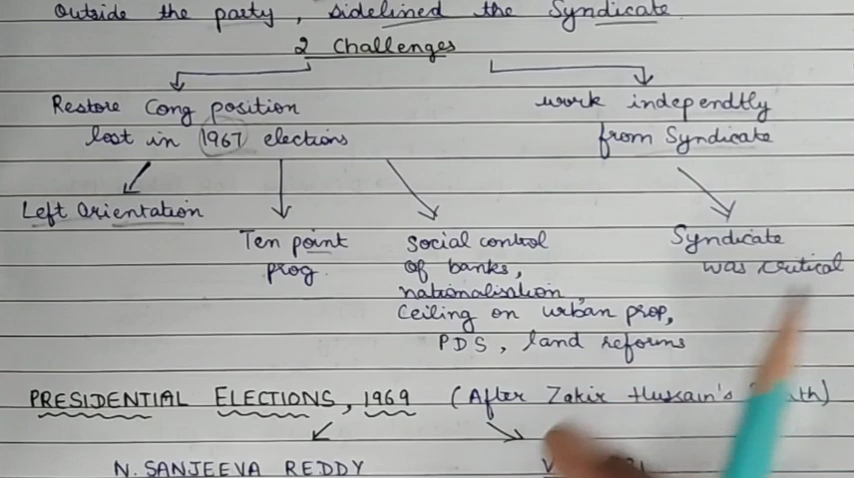 outside the party, sidelined the Syndicate
2 Challenges
Restore Cong position
lost in 1967 elections
work independtly
from Syndicate
Left Orientation
Ten point
prog.
Social control
of banks,
nationalisation,
Ceiling on urban prop,
PDS, land reforms
Syndicate
was critical
PRESIDENTIAL ELECTIONS, 1969 (After Zakir Hussain's
N. SANJEEVA REDDY